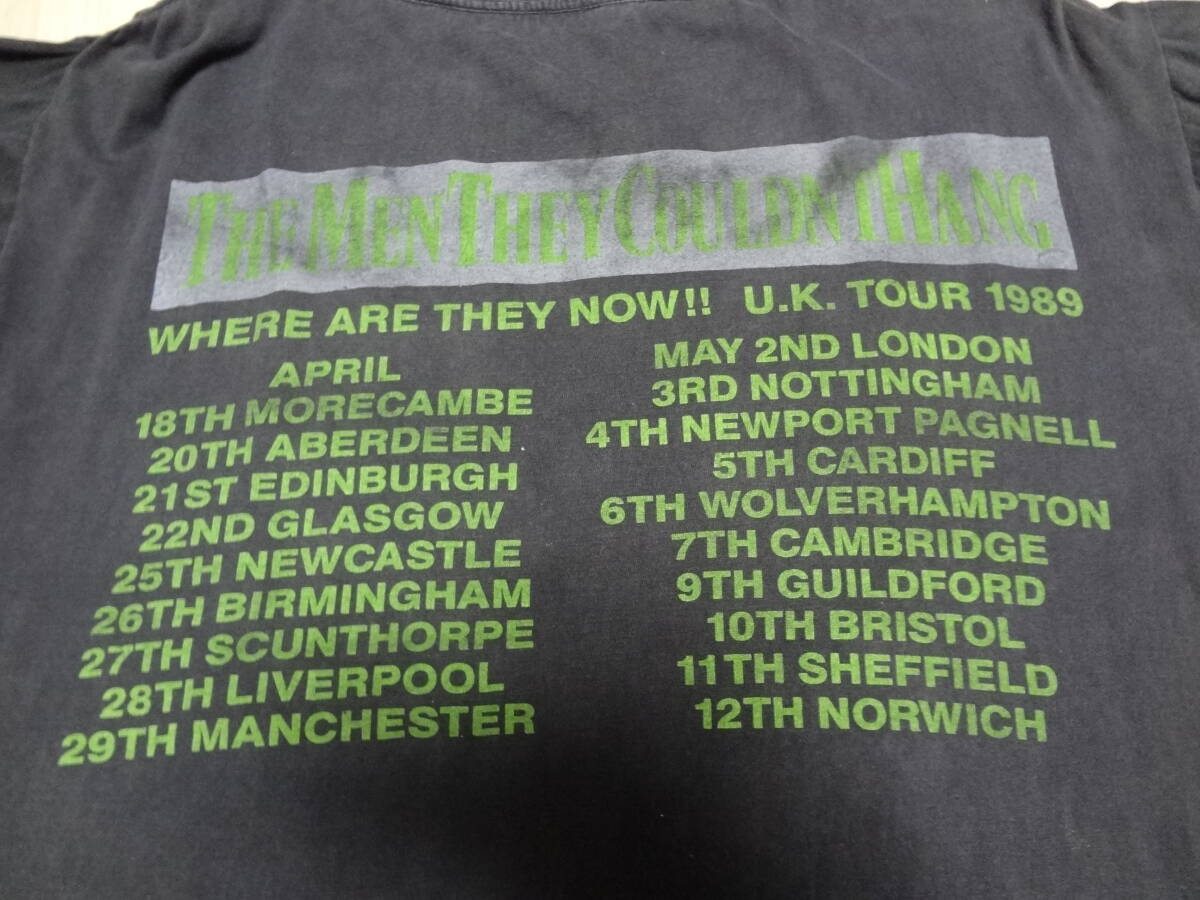 THE MEN THEY COULDN'T HANG
WHERE ARE THEY NOW!! U.K. TOUR 1989
APRIL
18TH MORECAMBE
20TH ABERDEEN
21ST EDINBURGH
22ND GLASGOW
25TH NEWCASTLE
26TH BIRMINGHAM
27TH SCUNTHORPE
28TH LIVERPOOL
29TH MANCHESTER
MAY 2ND LONDON
3RD NOTTINGHAM
4TH NEWPORT PAGNELL
5TH CARDIFF
6TH WOLVERHAMPTON
7TH CAMBRIDGE
9TH GUILDFORD
10TH BRISTOL
11TH SHEFFIELD
12TH NORWICH